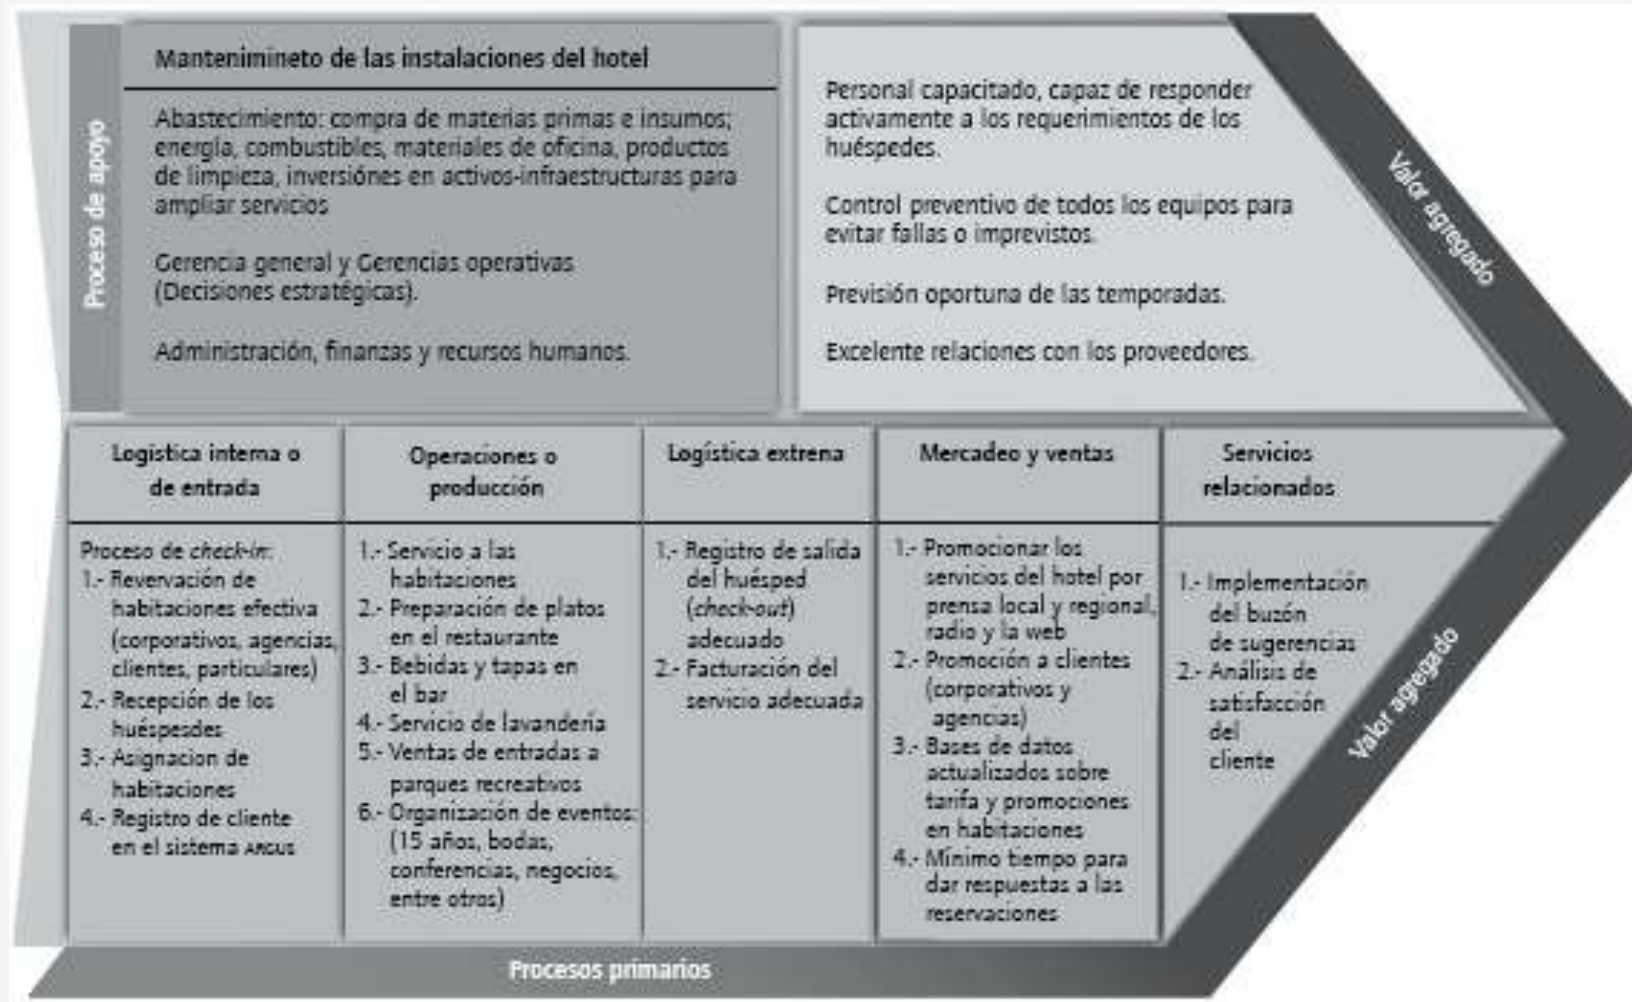 Proceso de apoyo
Mantenimineto de las instalaciones del hotel
Abastecimiento: compra de materias primas e insumos;
energía, combustibles, materiales de oficina, productos
de limpieza, inversiónes en activos-infraestructuras para
ampliar servicios
Gerencia general y Gerencias operativas
(Decisiones estratégicas).
Administración, finanzas y recursos humanos.
Personal capacitado, capaz de responder
activamente a los requerimientos de los
huéspedes.
Control preventivo de todos los equipos para
evitar fallas o imprevistos.
Previsión oportuna de las temporadas.
Excelente relaciones con los proveedores.
Valor agregado
Logística interna o
de entrada
Proceso de check-in:
1.- Revervación de
habitaciones efectiva
(corporativos, agencias,
clientes, particulares)
2.- Recepción de los
huéspesdes
3.- Asignacion de
habitaciones
4.- Registro de cliente
en el sistema ARGUS
Operaciones o
producción
1.- Servicio a las
habitaciones
2.- Preparación de platos
en el restaurante
3.- Bebidas y tapas en
el bar
4.- Servicio de lavandería
5.- Ventas de entradas a
parques recreativos
6.- Organización de eventos:
(15 años, bodas,
conferencias, negocios,
entre otros)
Logística extrena
1.- Registro de salida
del huésped
(check-out)
adecuado
2.- Facturación del
servicio adecuada
Mercadeo y ventas
1.- Promocionar los
servicios del hotel por
prensa local y regional,
radio y la web
2.- Promoción a clientes
(corporativos y
agencias)
3.- Bases de datos
actualizados sobre
tarifa y promociones
en habitaciones
4.- Mínimo tiempo para
dar respuestas a las
reservaciones
Servicios
relacionados
1.- Implementación
del buzón
de sugerencias
2.- Análisis de
satisfacción
del
cliente
Valor agregado
Procesos primarios